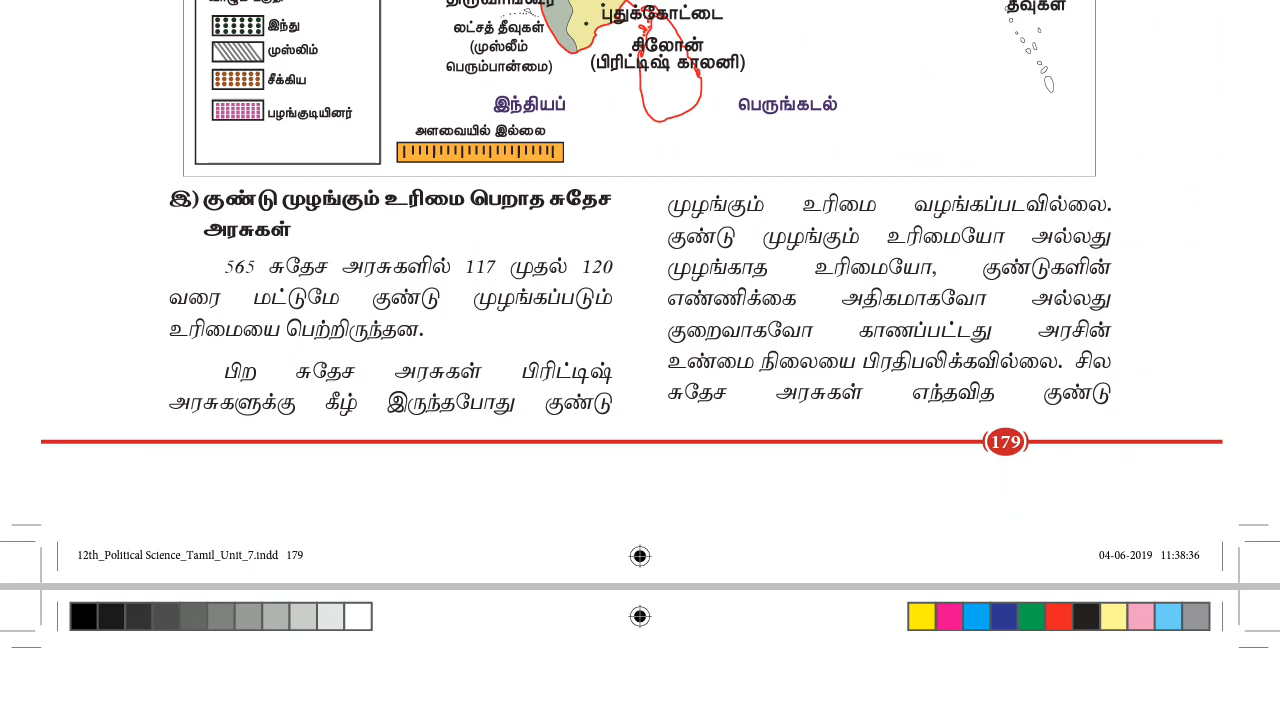 இந்து
முஸ்லிம்
சீக்கிய
பழங்குடியினர்
லட்சத் தீவுகள்
(முஸ்லீம்
பெரும்பான்மை)
புதுக்கோட்டை
சிலோன்
(பிரிட்டிஷ் காலனி)
தீவுகள்
இந்தியப் பெருங்கடல்
அளவையில் இல்லை
இ) குண்டு முழங்கும் உரிமை பெறாத சுதேச
அரசுகள்
565 சுதேச அரசுகளில் 117 முதல் 120
வரை மட்டுமே குண்டு முழங்கப்படும்
உரிமையை பெற்றிருந்தன.
பிற சுதேச அரசுகள் பிரிட்டிஷ்
அரசுகளுக்கு கீழ் இருந்தபோது குண்டு
முழங்கும் உரிமை வழங்கப்படவில்லை.
குண்டு முழங்கும் உரிமையோ அல்லது
முழங்காத உரிமையோ, குண்டுகளின்
எண்ணிக்கை அதிகமாகவோ அல்லது
குறைவாகவோ காணப்பட்டது அரசின்
உண்மை நிலையை பிரதிபலிக்கவில்லை. சில
சுதேச அரசுகள் எந்தவித குண்டு
179
12th_Political Science_Tamil_Unit_7.indd 179
04-06-2019 11:38:36